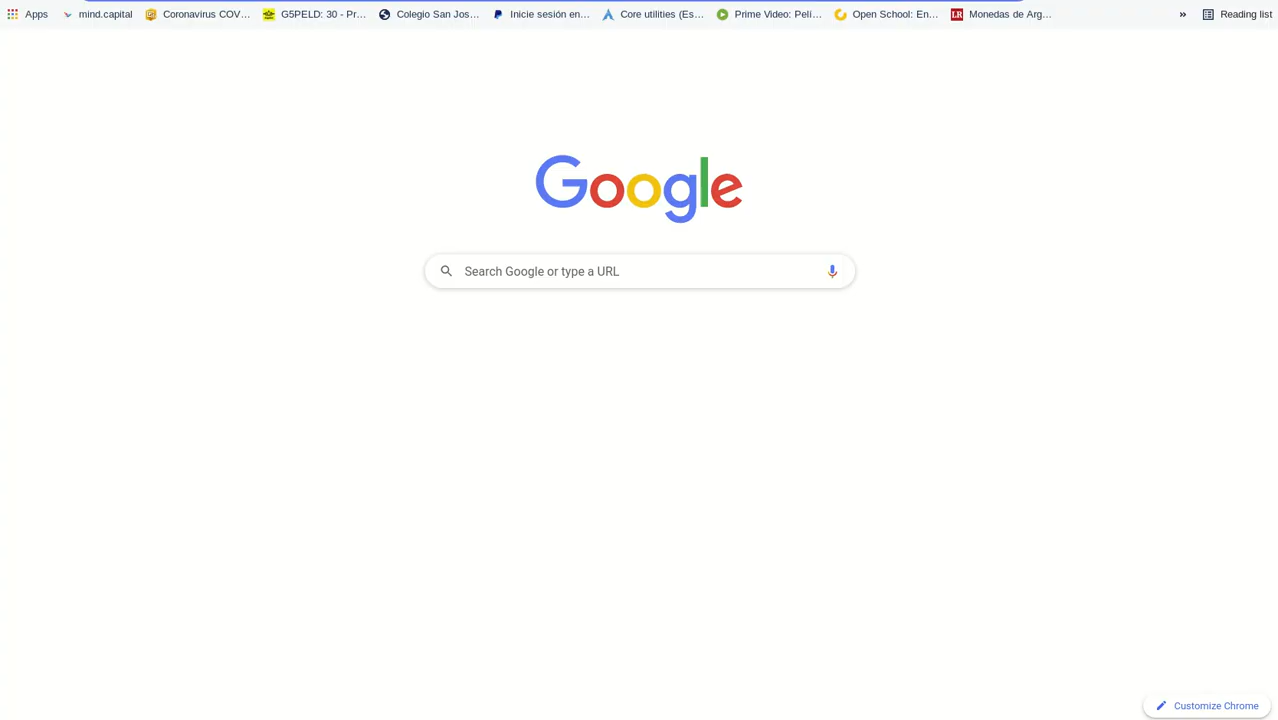 Apps mind.capital Coronavirus COV... G5PELD: 30 - Pr... Colegio San Jos... Inicie sesión en... Core utilities (Es... Prime Video: Pelí... Open School: En... LR Monedas de Arg... » Reading list
Google
Search Google or type a URL
Customize Chrome